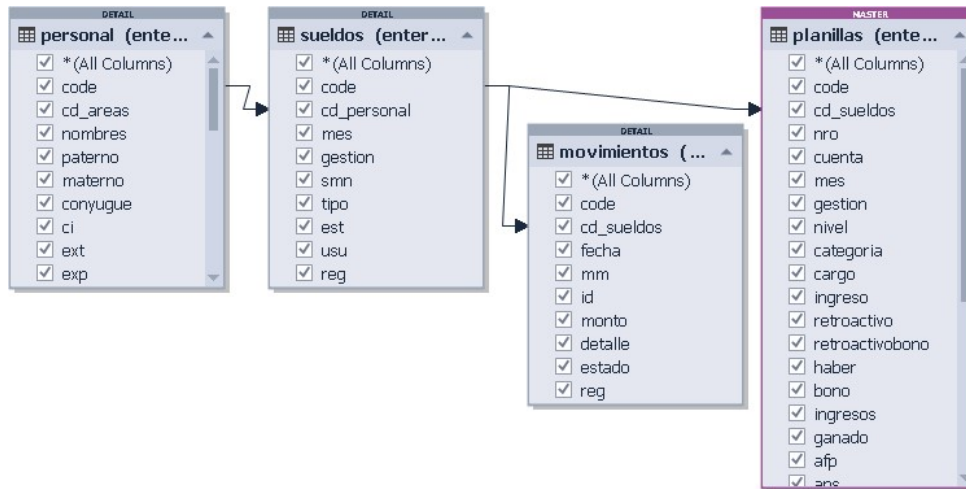 DETAIL
personal (ente...
*(All Columns)
code
cd_areas
nombres
paterno
materno
conyugue
ci
ext
exp
DETAIL
sueldos (enter...
*(All Columns)
code
cd_personal
mes
gestion
smn
tipo
est
usu
reg
DETAIL
movimientos (...
*(All Columns)
code
cd_sueldos
fecha
mm
id
monto
detalle
estado
reg
MASTER
planillas (ente...
*(All Columns)
code
cd_sueldos
nro
cuenta
mes
gestion
nivel
categoria
cargo
ingreso
retroactivo
retroactivobono
haber
bono
ingresos
ganado
afp